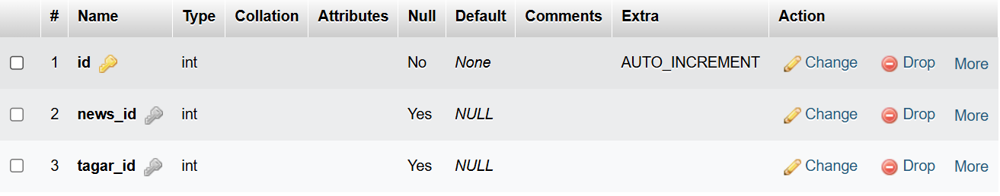 # Name Type Collation Attributes Null Default Comments Extra Action
1 id int No None AUTO_INCREMENT Change Drop More
2 news_id int Yes NULL Change Drop More
3 tagar_id int Yes NULL Change Drop More